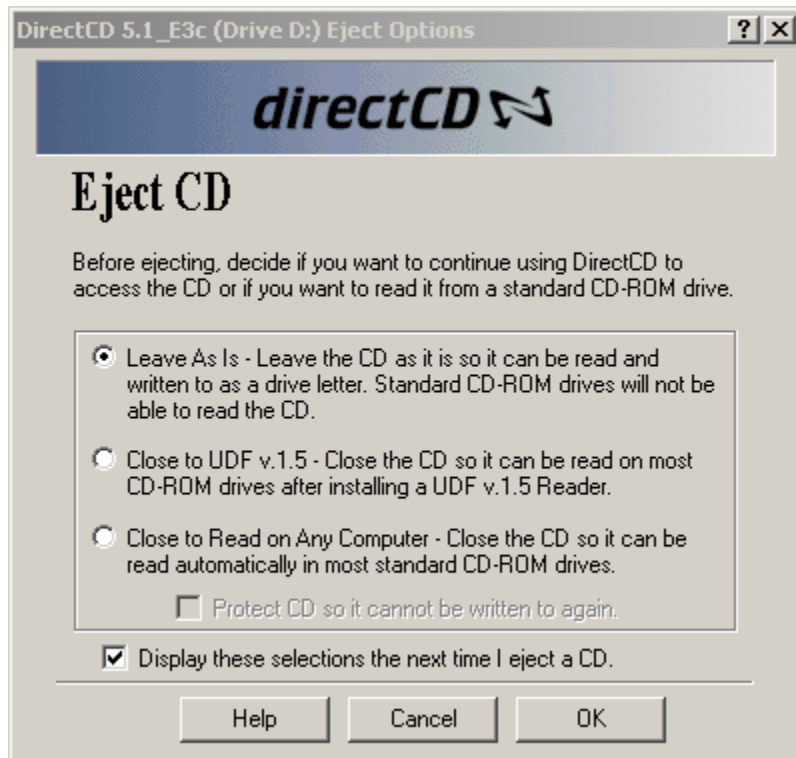 DirectCD 5.1_E3c (Drive D:) Eject Options
directCD
Eject CD
Before ejecting, decide if you want to continue using DirectCD to
access the CD or if you want to read it from a standard CD-ROM drive.
Leave As Is - Leave the CD as it is so it can be read and
written to as a drive letter. Standard CD-ROM drives will not be
able to read the CD.
Close to UDF v.1.5 - Close the CD so it can be read on most
CD-ROM drives after installing a UDF v.1.5 Reader.
Close to Read on Any Computer - Close the CD so it can be
read automatically in most standard CD-ROM drives.
Protect CD so it cannot be written to again.
Display these selections the next time I eject a CD.
Help Cancel OK